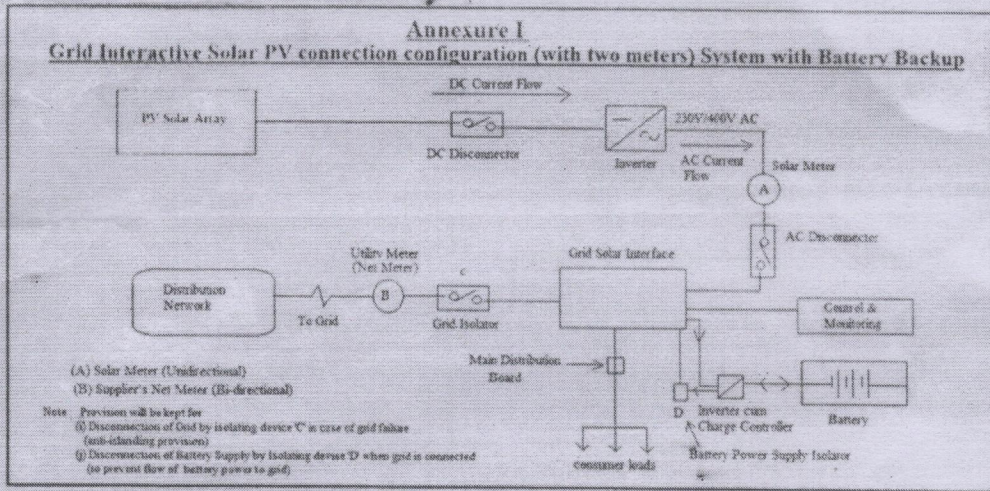 Annexure I
Grid Interactive Solar PV connection configuration (with two meters) System with Battery Backup
DC Current Flow
PV Solar Array
230V/400V AC
DC Disconnector
Inverter
AC Current
Flow
Solar Meter
A
AC Disconnecter
Utility Meter
(Net Meter)
c
Grid Solar Interface
Distribution
Network
B
To Grid
Grid Isolator
Control &
Monitoring
Main Distribution
Board
(A) Solar Meter (Unidirectional)
(B) Supplier's Net Meter (Bi-directional)
D
Inverter cum
Charge Controller
Battery
Note Provision will be kept for
(i) Disconnection of Grid by isolating device 'C' in case of grid failure
(anti-islanding provision)
(j) Disconnection of Battery Supply by Isolating device 'D' when grid is connected
(to prevent flow of battery power to grid)
consumer loads
Battery Power Supply Isolator